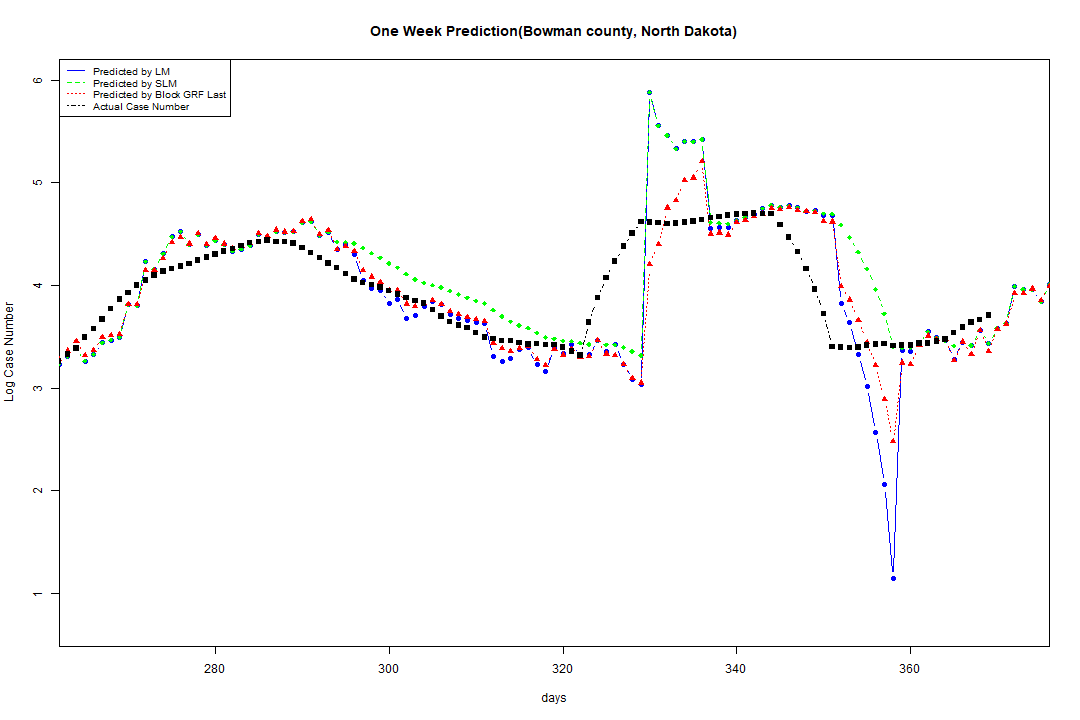 One Week Prediction(Bowman county, North Dakota)
Predicted by LM
Predicted by SLM
Predicted by Block GRF Last
Actual Case Number
6
5
4
3
2
1
Log Case Number
280 300 320 340 360
days